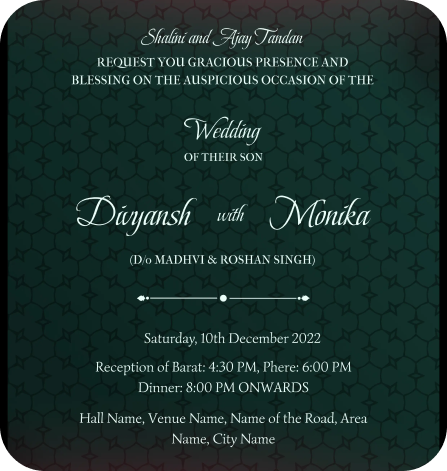 Shalini and Ajay Tandan
REQUEST YOU GRACIOUS PRESENCE AND
BLESSING ON THE AUSPICIOUS OCCASION OF THE
Wedding
OF THEIR SON
Divyansh with Monika
(D/o MADHVI & ROSHAN SINGH)
Saturday, 10th December 2022
Reception of Barat: 4:30 PM, Phere: 6:00 PM
Dinner: 8:00 PM ONWARDS
Hall Name, Venue Name, Name of the Road, Area
Name, City Name